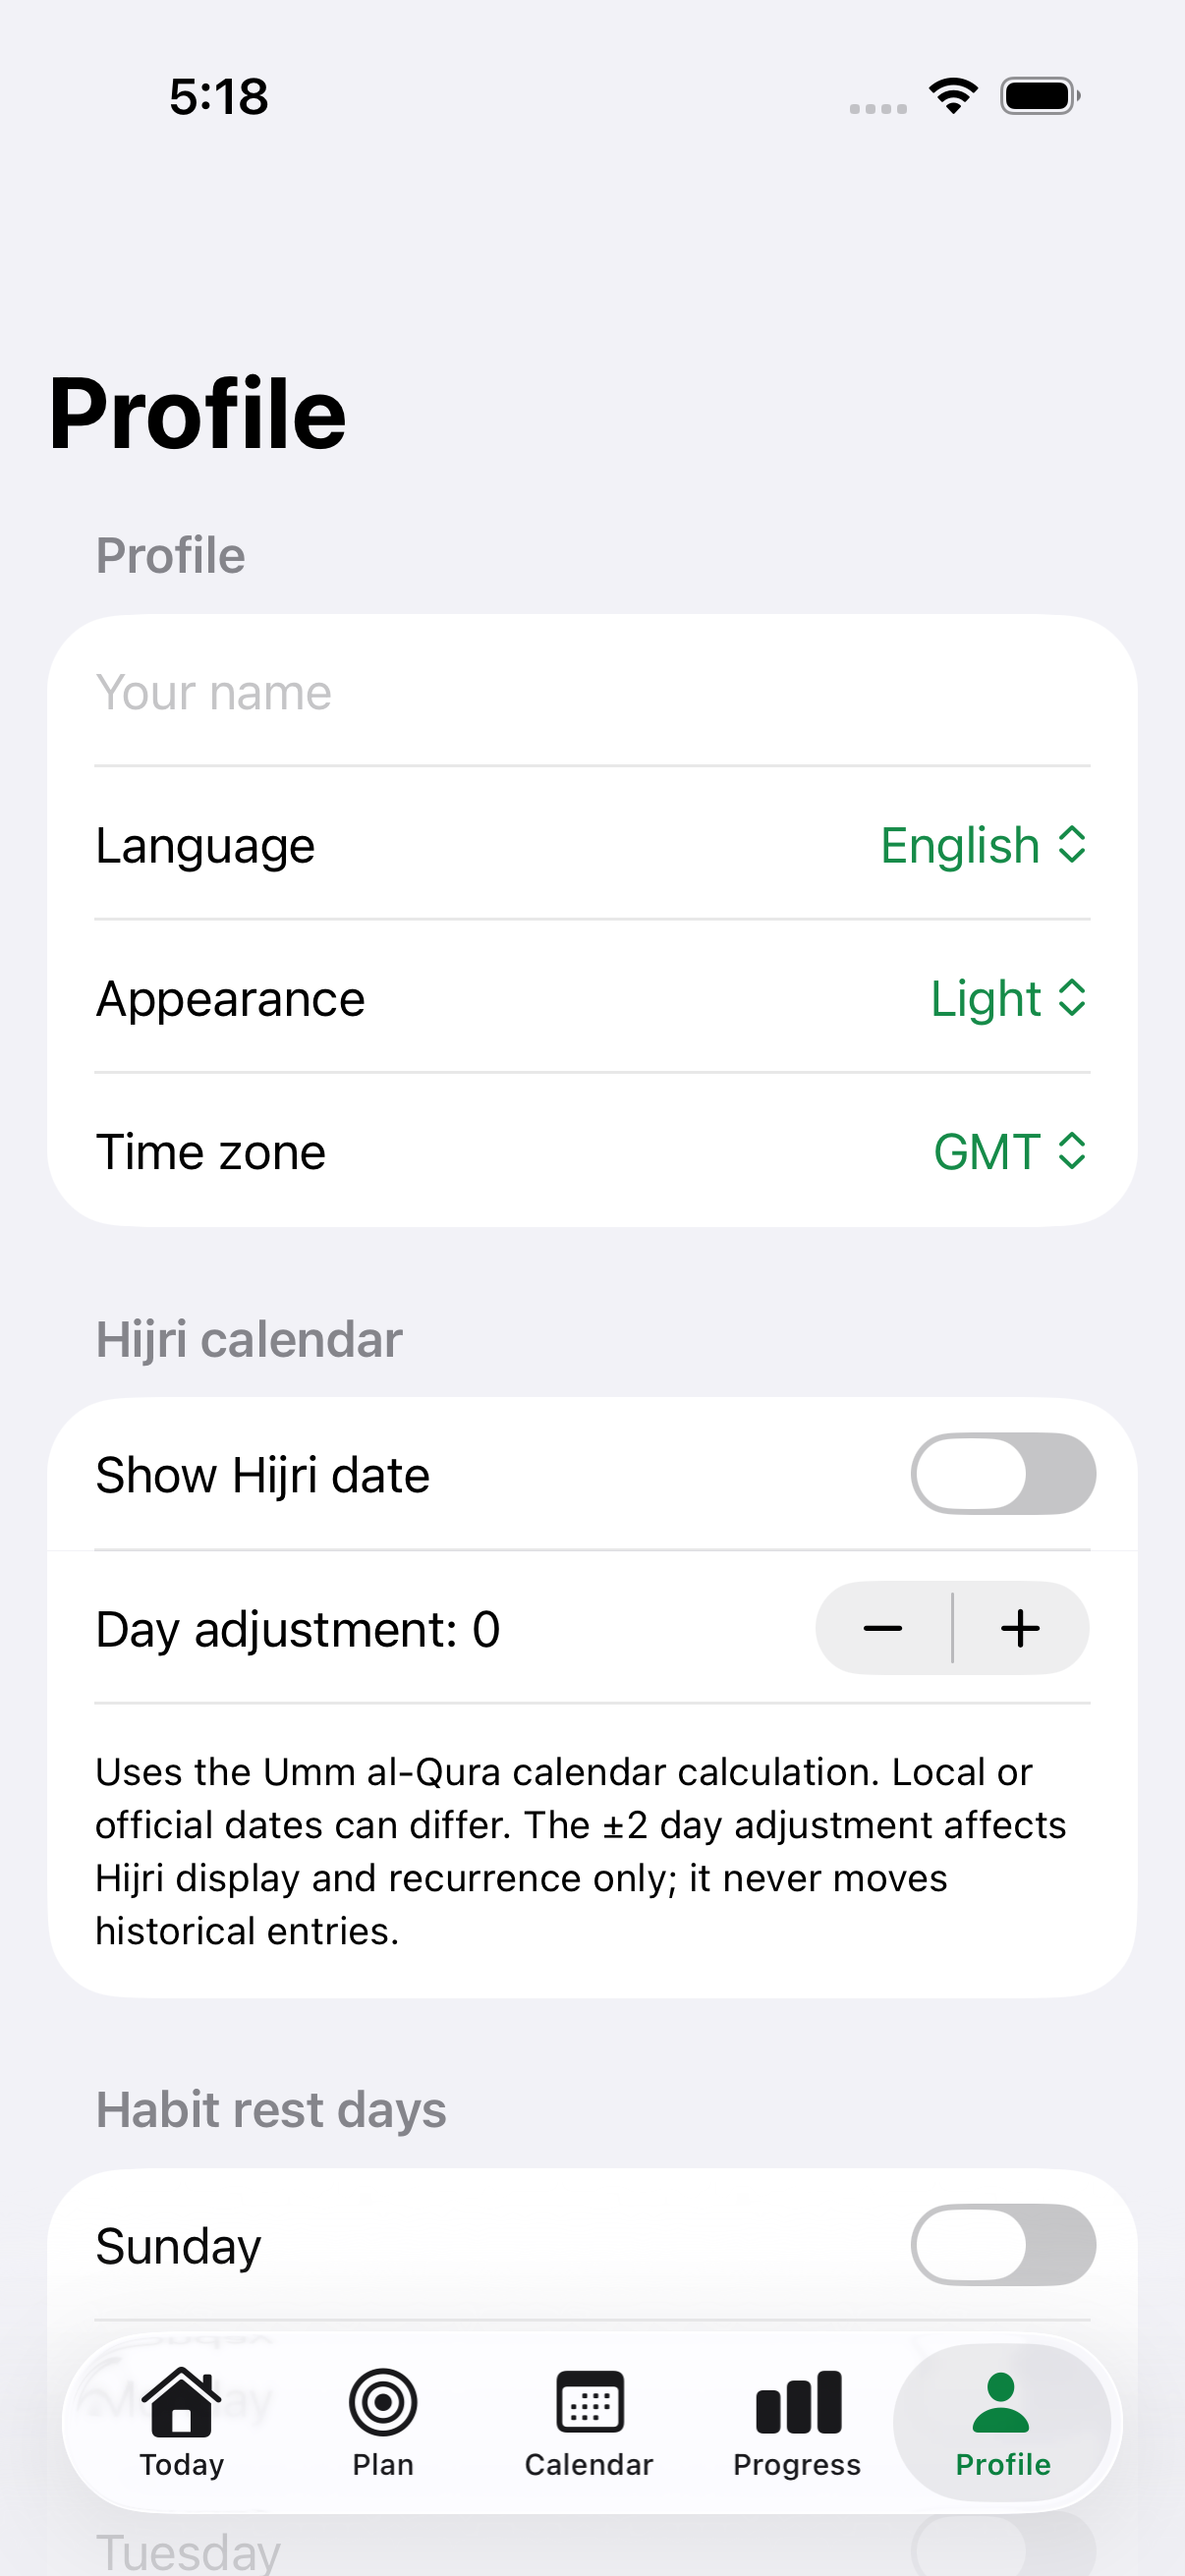 5:18
Profile
Profile
Your name
Language English
Appearance Light
Time zone GMT
Hijri calendar
Show Hijri date
Day adjustment: 0
Uses the Umm al-Qura calendar calculation. Local or
official dates can differ. The ±2 day adjustment affects
Hijri display and recurrence only; it never moves
historical entries.
Habit rest days
Sunday
Today Plan Calendar Progress Profile
Tuesday